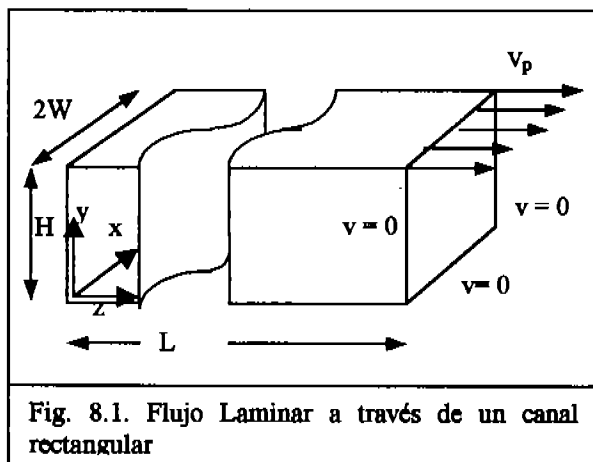 V_p
2W
H
y
x
z
v = 0
v = 0
v= 0
L
Fig. 8.1. Flujo Laminar a través de un canal
rectangular